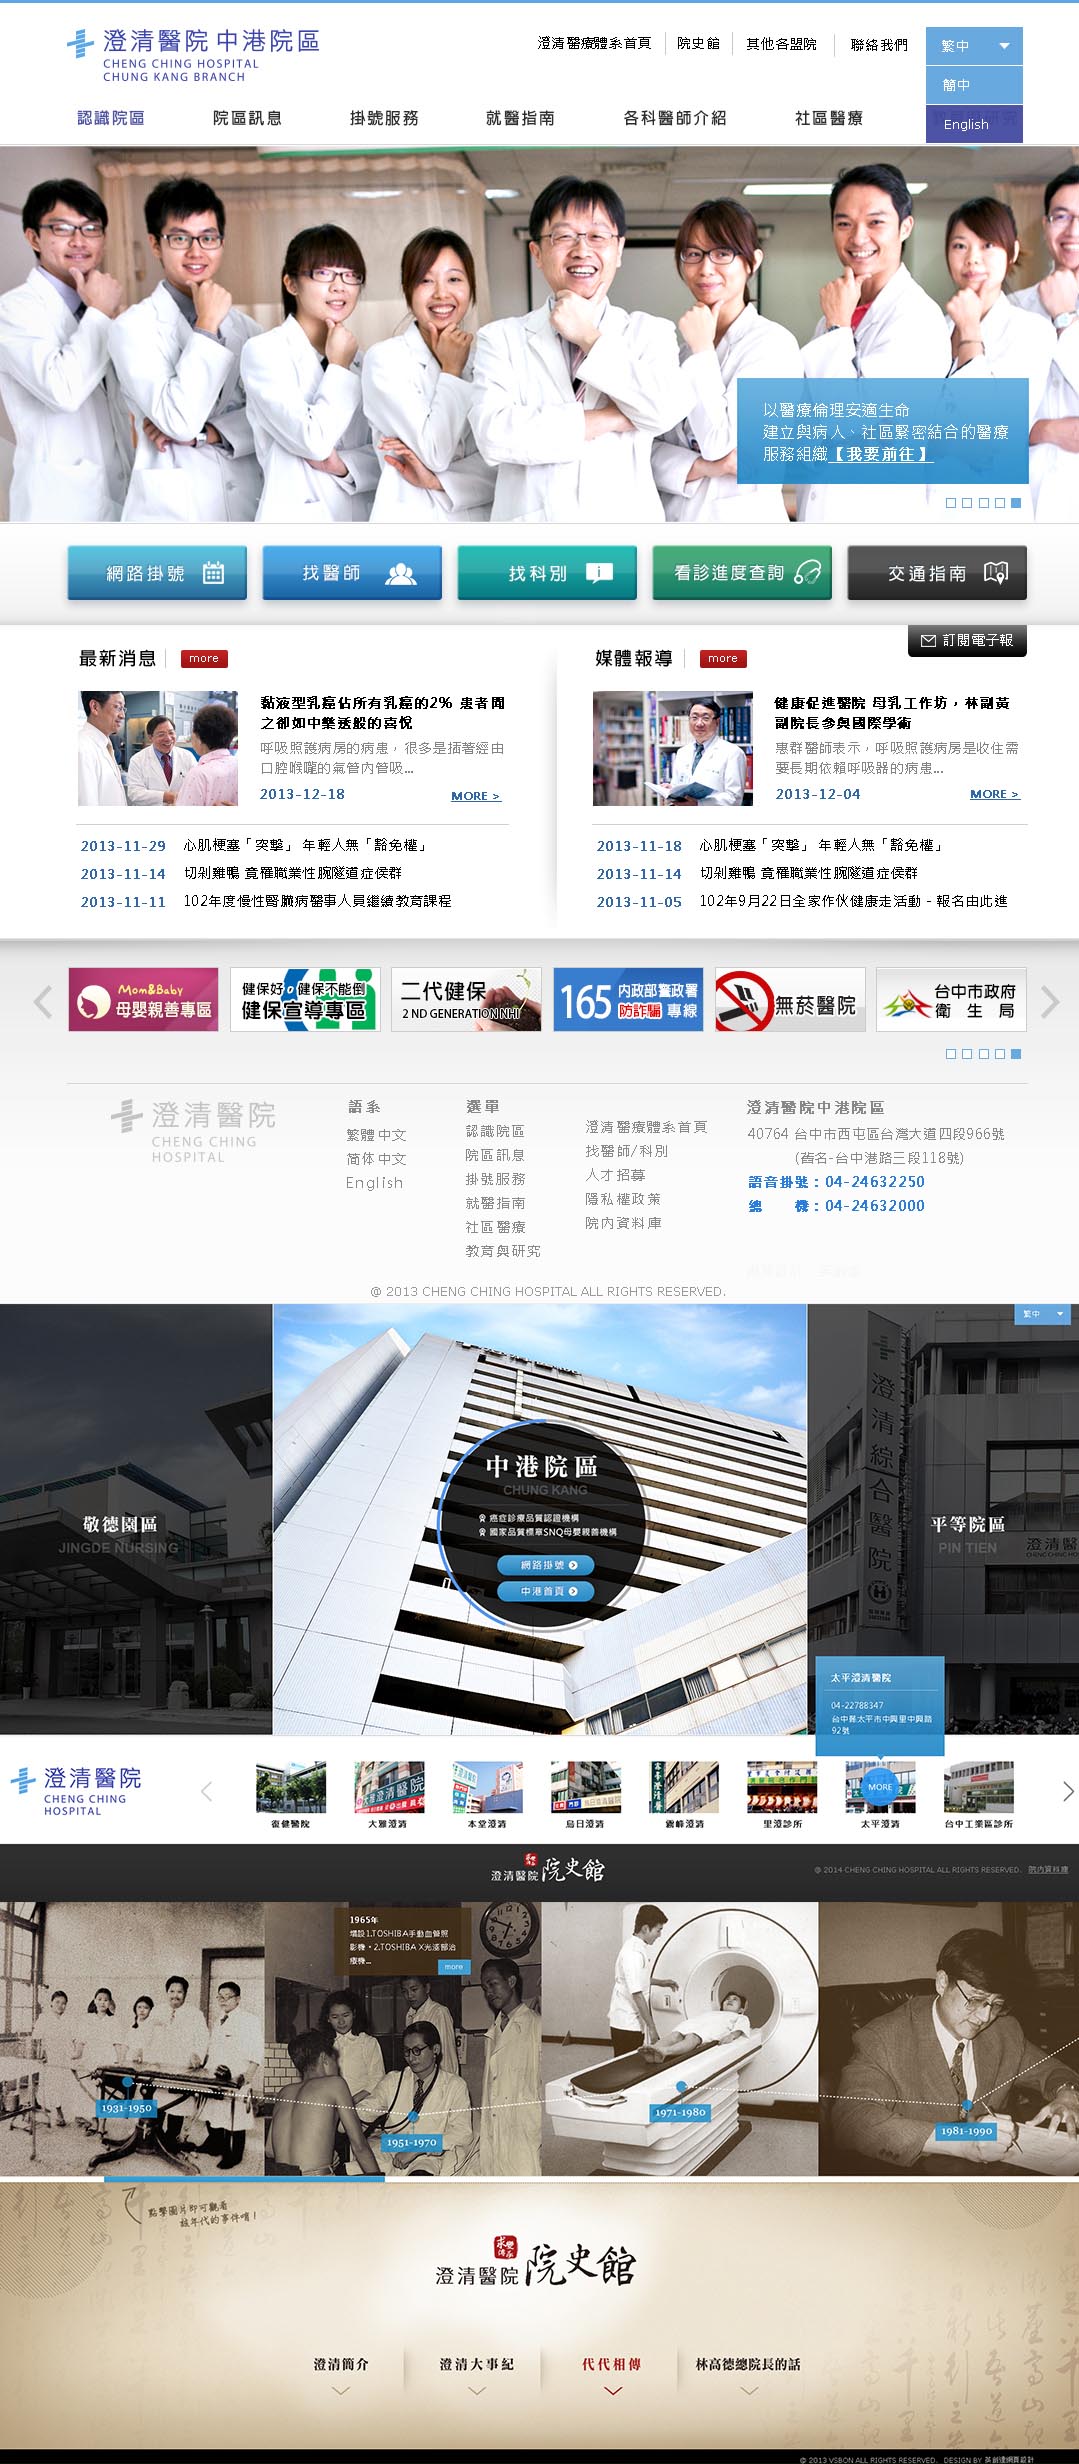 澄清醫院 中港院區
CHENG CHING HOSPITAL
CHUNG KANG BRANCH
澄清醫療體系首頁
院史館
其他各盟院
聯絡我們
繁中
簡中
English
認識院區
院區訊息
掛號服務
就醫指南
各科醫師介紹
社區醫療
以醫療倫理安適生命
建立與病人、社區緊密結合的醫療
服務組織【我要前往】
網路掛號
找醫師
找科別
看診進度查詢
交通指南
訂閱電子報
最新消息 more
黏液型乳癌佔所有乳癌的2% 患者聞
之卻如中樂透般的喜悅
呼吸照護病房的病患，很多是插著經由
口腔喉嚨的氣管內管吸...
2013-12-18 MORE >
2013-11-29 心肌梗塞「突擊」 年輕人無「豁免權」
2013-11-14 切剁雞鴨 竟罹職業性腕隧道症侯群
2013-11-11 102年度慢性腎臟病醫事人員繼續教育課程
媒體報導 more
健康促進醫院 母乳工作坊，林副黃
副院長參與國際學術
惠群醫師表示，呼吸照護病房是收住需
要長期依賴呼吸器的病患...
2013-12-04 MORE >
2013-11-18 心肌梗塞「突擊」 年輕人無「豁免權」
2013-11-14 切剁雞鴨 竟罹職業性腕隧道症侯群
2013-11-05 102年9月22日全家作伙健康走活動－報名由此進
Mom&Baby
母嬰親善專區
健保好．健保不能倒
健保宣導專區
二代健保
2 ND GENERATION NHI
165 內政部警政署
防詐騙 專線
無菸醫院
台中市政府
衛生局
澄清醫院
CHENG CHING
HOSPITAL
語系
繁體中文
简体中文
English
選單
認識院區
院區訊息
掛號服務
就醫指南
社區醫療
教育與研究
澄清醫療體系首頁
找醫師/科別
人才招募
隱私權政策
院內資料庫
澄清醫院中港院區
40764 台中市西屯區台灣大道四段966號
(舊名-台中港路三段118號)
語音掛號：04-24632250
總　機：04-24632000
@ 2013 CHENG CHING HOSPITAL ALL RIGHTS RESERVED.
繁中
敬德園區
JINGDE NURSING
中港院區
CHUNG KANG
癌症診療品質認證機構
國家品質標章SNQ母嬰親善機構
網路掛號
中港首頁
澄清綜合醫院
平等院區
PIN TIEN
澄清醫
太平澄清醫院
04-22788347
台中縣太平市中興里中興路
92號
澄清醫院
CHENG CHING
HOSPITAL
MORE
復健醫院
大雅澄清
本堂澄清
烏日澄清
霧峰澄清
里澄診所
太平澄清
台中工業區診所
澄清醫院 院史館
@ 2014 CHENG CHING HOSPITAL ALL RIGHTS RESERVED. 院內資料庫
1965年
增設1.TOSHIBA手動血管照
影機。2.TOSHIBA X光遠部治
療機...
more
1931-1950
1951-1970
1971-1980
1981-1990
點擊圖片即可觀看
該年代的事件唷！
澄清醫院 院史館
澄清簡介
澄清大事紀
代代相傳
林高德總院長的話
@ 2013 VSBON ALL RIGHTS RESERVED. DESIGN BY 英創達網頁設計